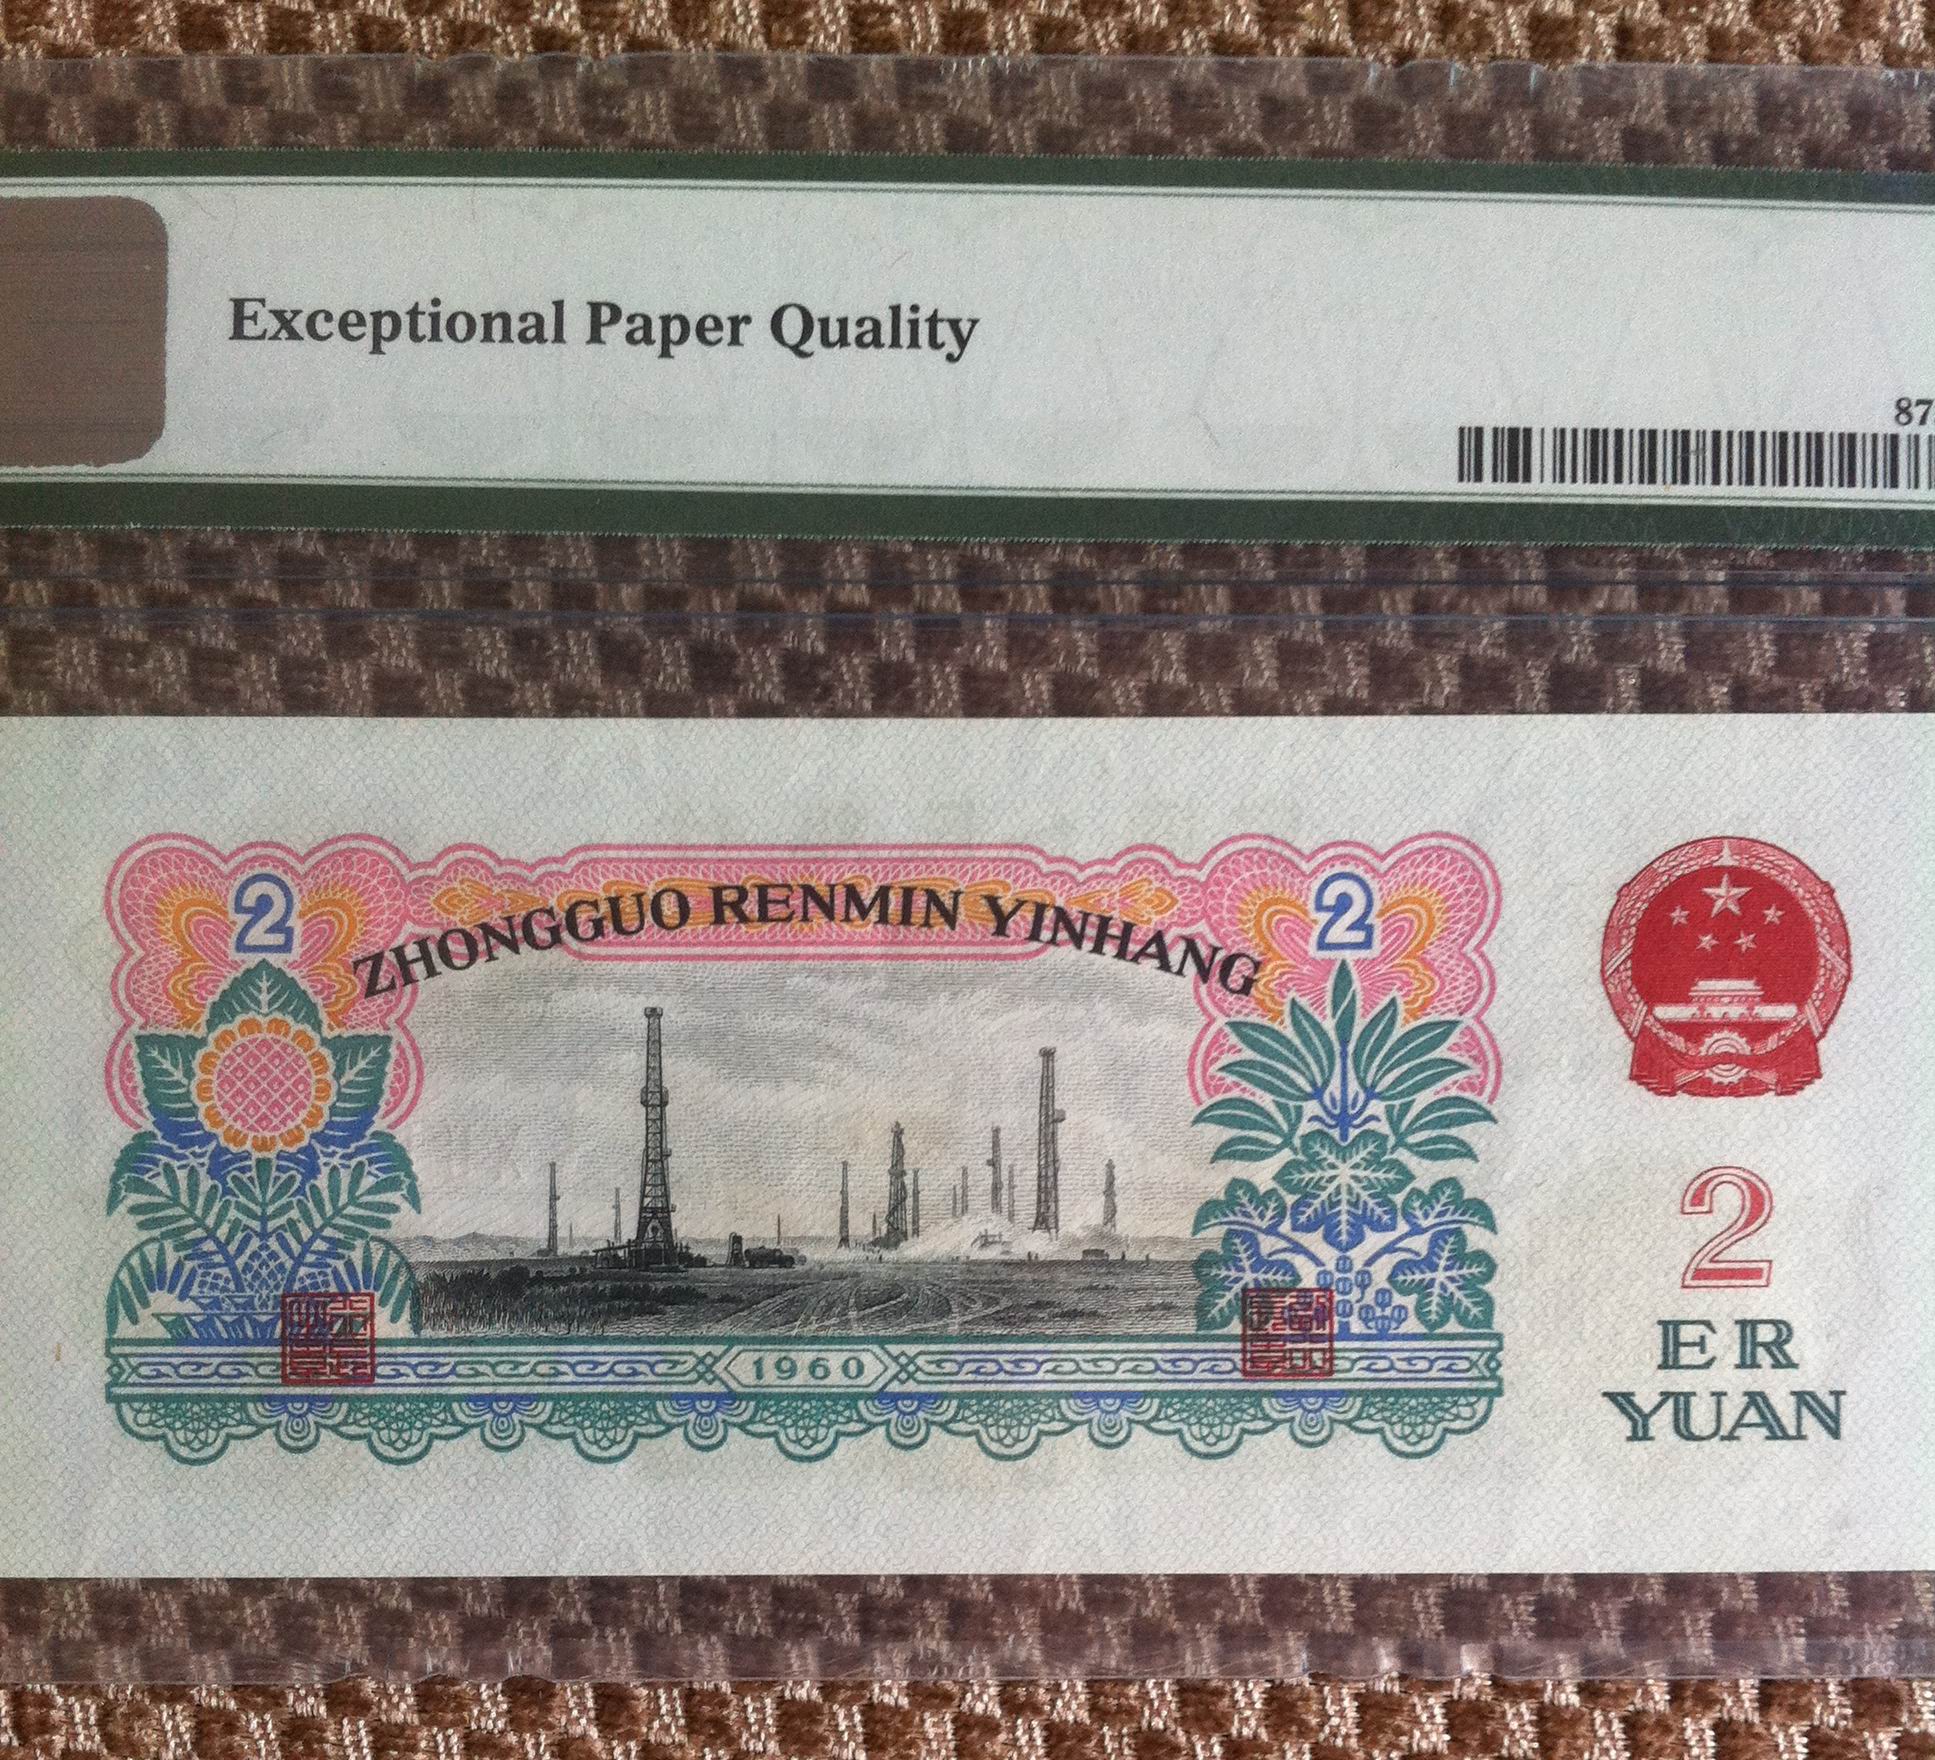 Exceptional Paper Quality
87
2
ZHONGGUO RENMIN YINHANG
2
2
ER
YUAN
1960